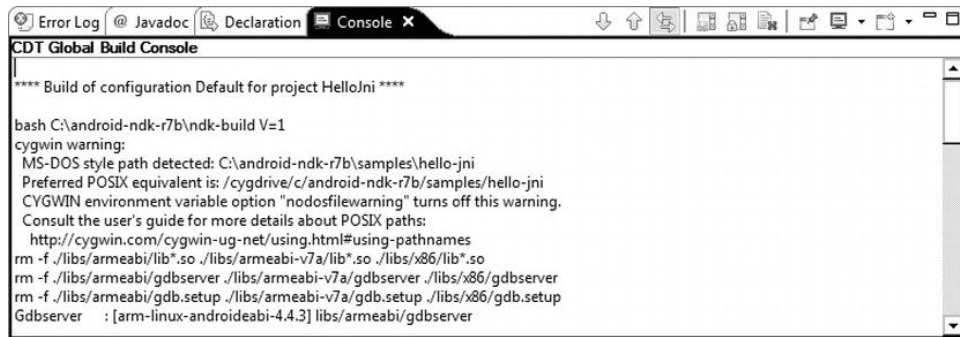 Error Log @ Javadoc Declaration Console
CDT Global Build Console
**** Build of configuration Default for project HelloJni ****
bash C:\android-ndk-r7b\ndk-build V=1
cygwin warning:
MS-DOS style path detected: C:\android-ndk-r7b\samples\hello-jni
Preferred POSIX equivalent is: /cygdrive/c/android-ndk-r7b/samples/hello-jni
CYGWIN environment variable option "nodosfilewarning" turns off this warning.
Consult the user's guide for more details about POSIX paths:
http://cygwin.com/cygwin-ug-net/using.html#using-pathnames
rm -f ./libs/armeabi/lib*.so ./libs/armeabi-v7a/lib*.so ./libs/x86/lib*.so
rm -f ./libs/armeabi/gdbserver ./libs/armeabi-v7a/gdbserver ./libs/x86/gdbserver
rm -f ./libs/armeabi/gdb.setup ./libs/armeabi-v7a/gdb.setup ./libs/x86/gdb.setup
Gdbserver : [arm-linux-androideabi-4.4.3] libs/armeabi/gdbserver